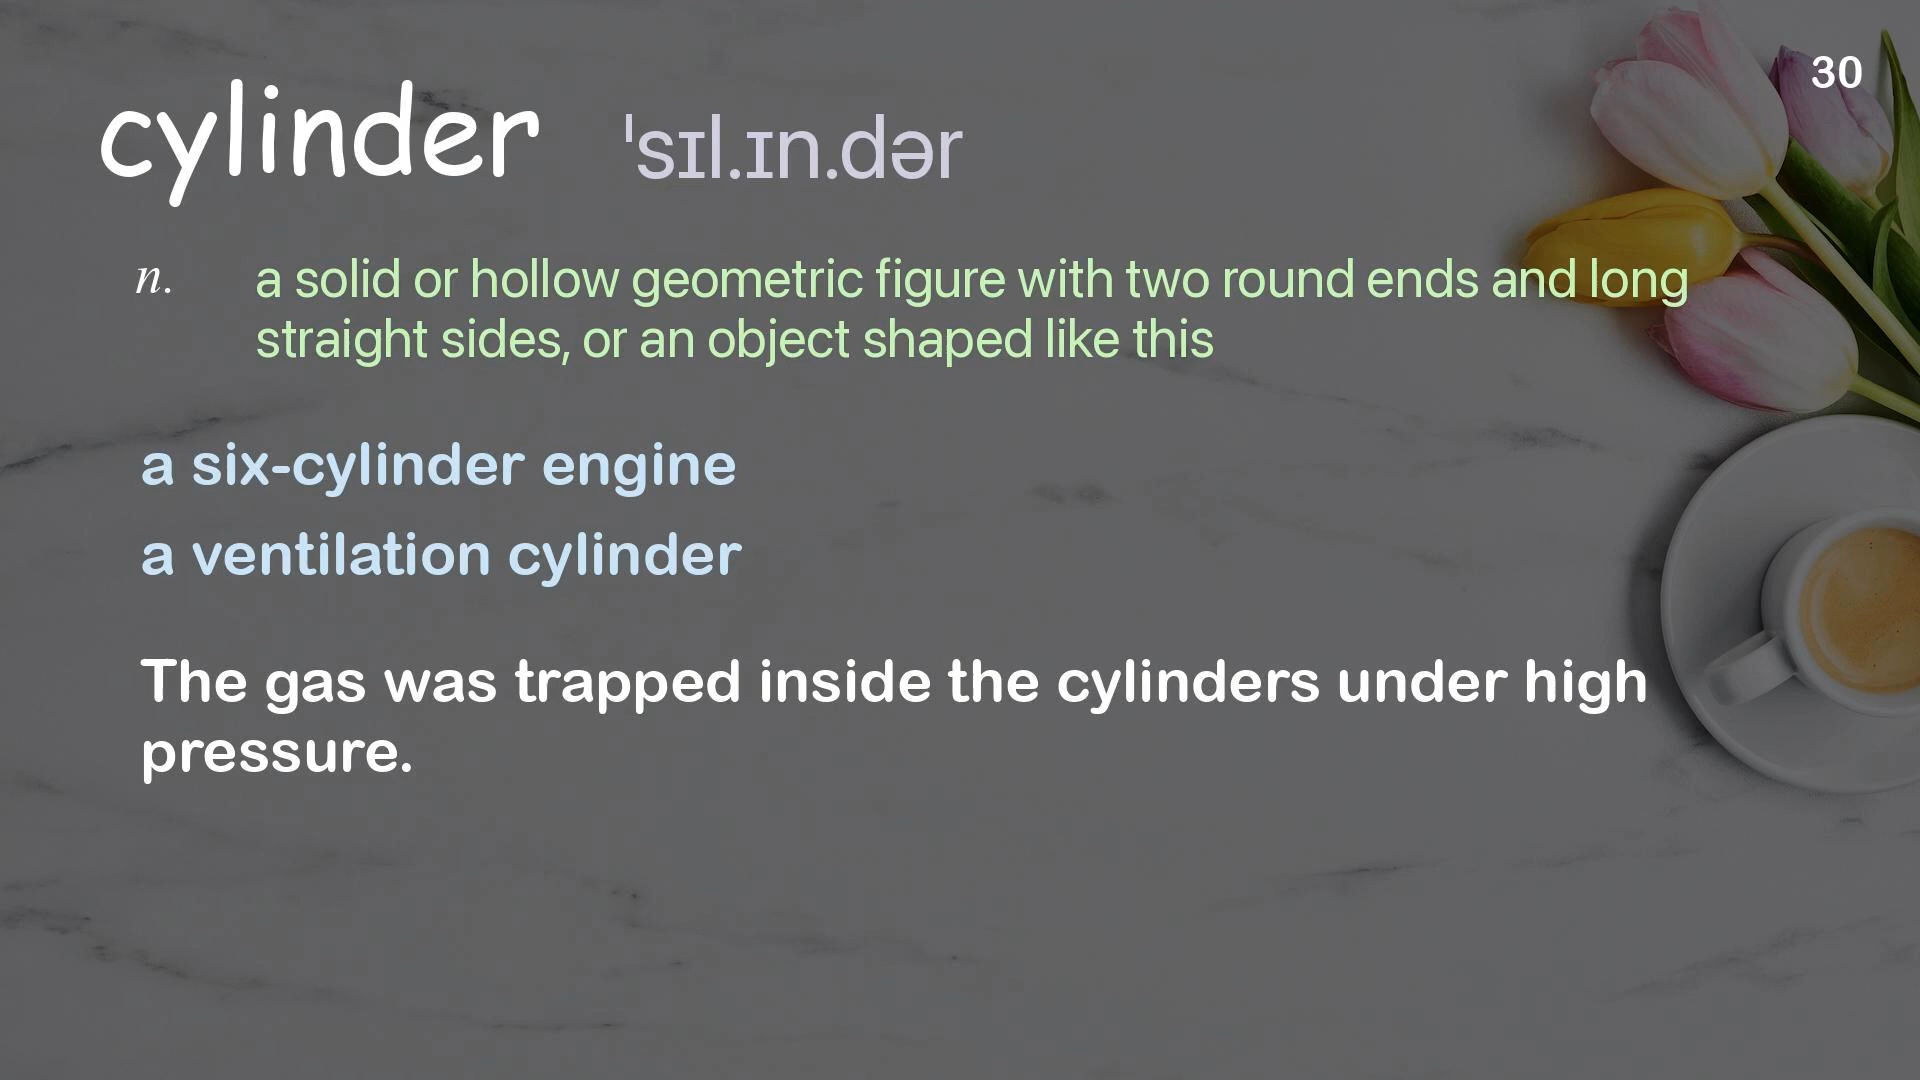 30
cylinder ˈsɪl.ɪn.dər
n. a solid or hollow geometric figure with two round ends and long
straight sides, or an object shaped like this
a six-cylinder engine
a ventilation cylinder
The gas was trapped inside the cylinders under high
pressure.